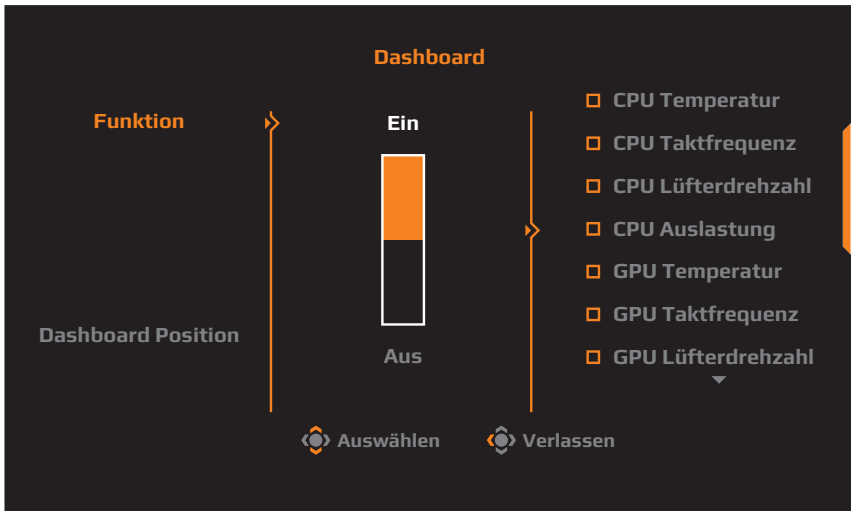 Dashboard
Funktion
Ein
Aus
Dashboard Position
CPU Temperatur
CPU Taktfrequenz
CPU Lüfterdrehzahl
CPU Auslastung
GPU Temperatur
GPU Taktfrequenz
GPU Lüfterdrehzahl
Auswählen
Verlassen